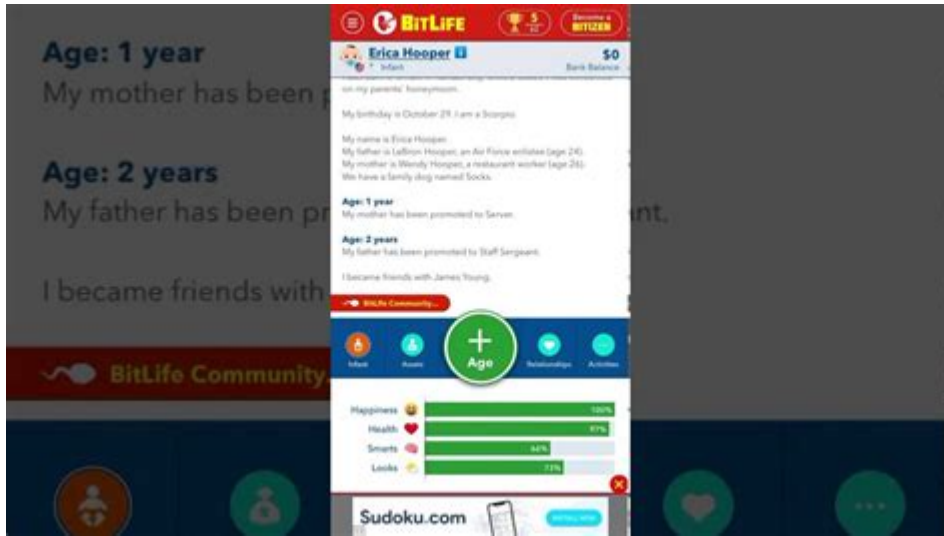 Age: 1 year
My mother has been p
Age: 2 years
My father has been pr
I became friends with
BitLife Community.
BITLIFE
5
Become a
BITIZEN
Erica Hooper
$0
Infant
Bank Balance
on my parents' honeymoon.
My birthday is October 29. I am a Scorpio.
My name is Erica Hooper.
My father is LaBron Hooper, an Air Force enlistee (age 24).
My mother is Wendy Hooper, a restaurant worker (age 26).
We have a family dog named Socks.
Age: 1 year
My mother has been promoted to Server.
Age: 2 years
My father has been promoted to Staff Sergeant.
I became friends with James Young.
BitLife Community...
Infant
Assets
Age
Relationships
Activities
Happiness 100%
Health 97%
Smarts 66%
Looks 73%
Sudoku.com
INSTALL NOW
ant.